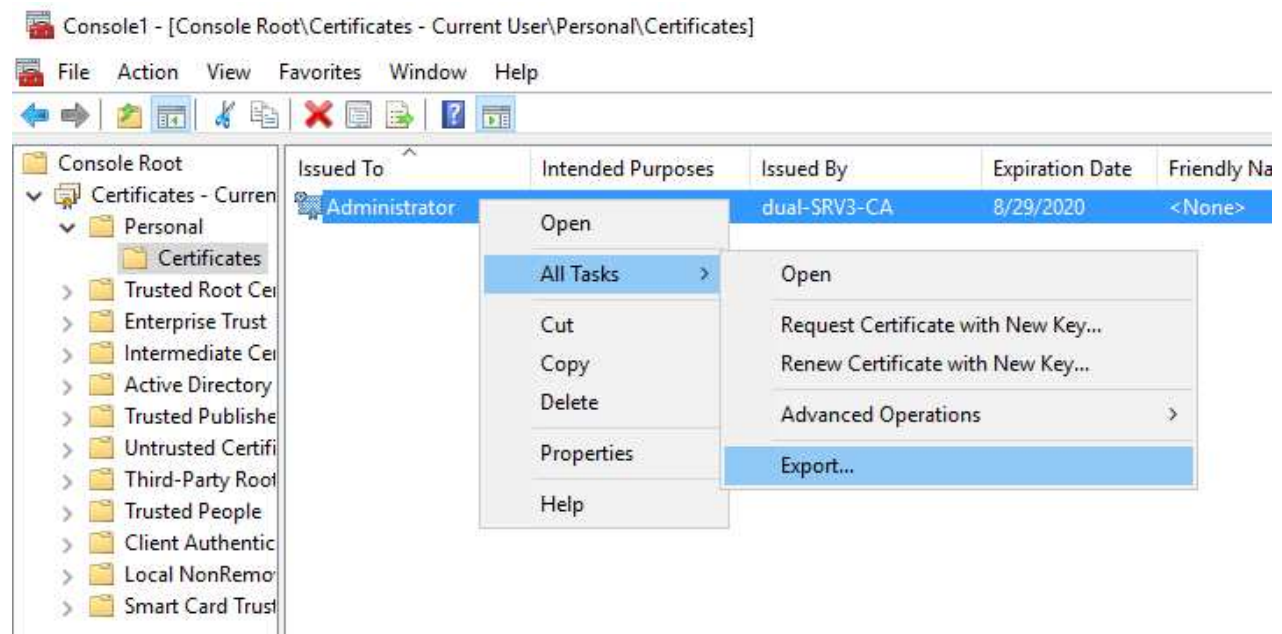 Console1 - [Console Root\Certificates - Current User\Personal\Certificates]
File Action View Favorites Window Help
Console Root
Certificates - Curren
Personal
Certificates
Trusted Root Cer
Enterprise Trust
Intermediate Cer
Active Directory
Trusted Publishe
Untrusted Certifi
Third-Party Root
Trusted People
Client Authentic
Local NonRemo
Smart Card Trust
Issued To Intended Purposes Issued By Expiration Date Friendly Na
Administrator dual-SRV3-CA 8/29/2020 <None>
Open
All Tasks
Cut
Copy
Delete
Properties
Help
Open
Request Certificate with New Key...
Renew Certificate with New Key...
Advanced Operations
Export...